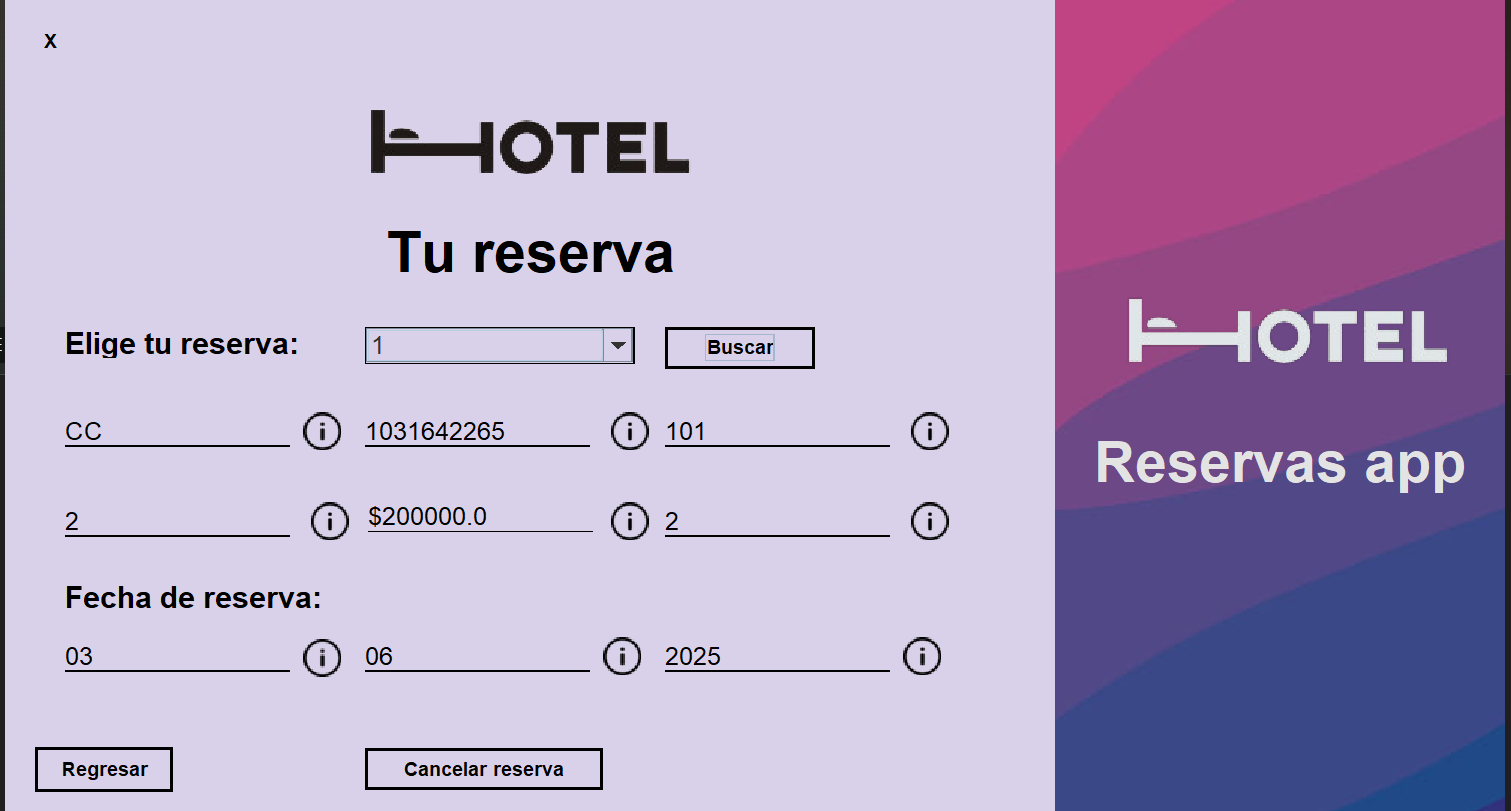 X
HOTEL
Tu reserva
Elige tu reserva:
1
Buscar
CC
1031642265
101
2
$200000.0
2
Fecha de reserva:
03
06
2025
Regresar
Cancelar reserva
HOTEL
Reservas app